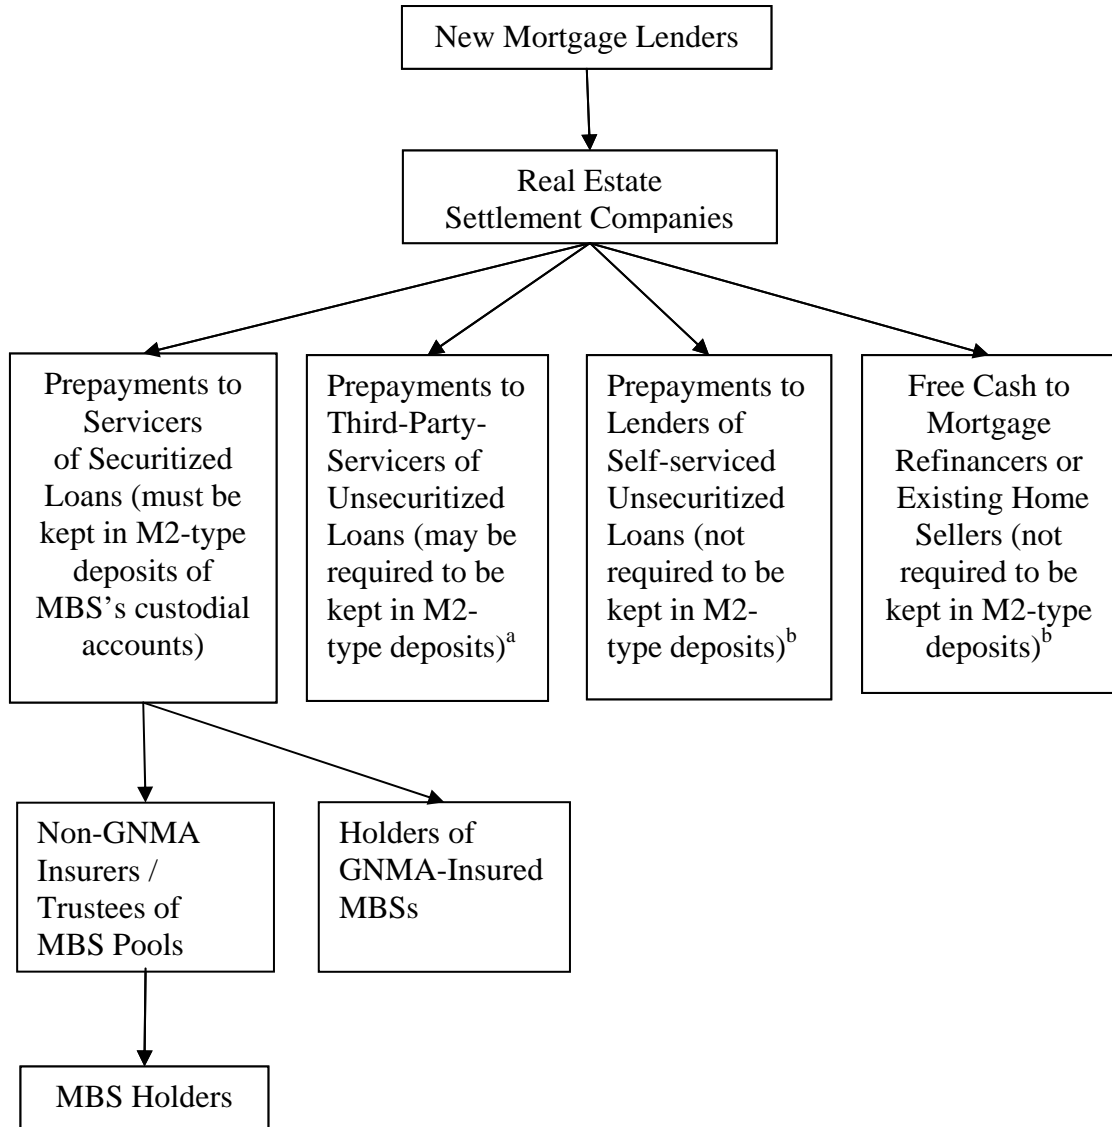 New Mortgage Lenders
Real Estate
Settlement Companies
Prepayments to
Servicers
of Securitized
Loans (must be
kept in M2-type
deposits of
MBS’s custodial
accounts)
Prepayments to
Third-Party-
Servicers of
Unsecuritized
Loans (may be
required to be
kept in M2-
type deposits)a
Prepayments to
Lenders of
Self-serviced
Unsecuritized
Loans (not
required to be
kept in M2-
type deposits)b
Free Cash to
Mortgage
Refinancers or
Existing Home
Sellers (not
required to be
kept in M2-type
deposits)b
Non-GNMA
Insurers /
Trustees of
MBS Pools
Holders of
GNMA-Insured
MBSs
MBS Holders